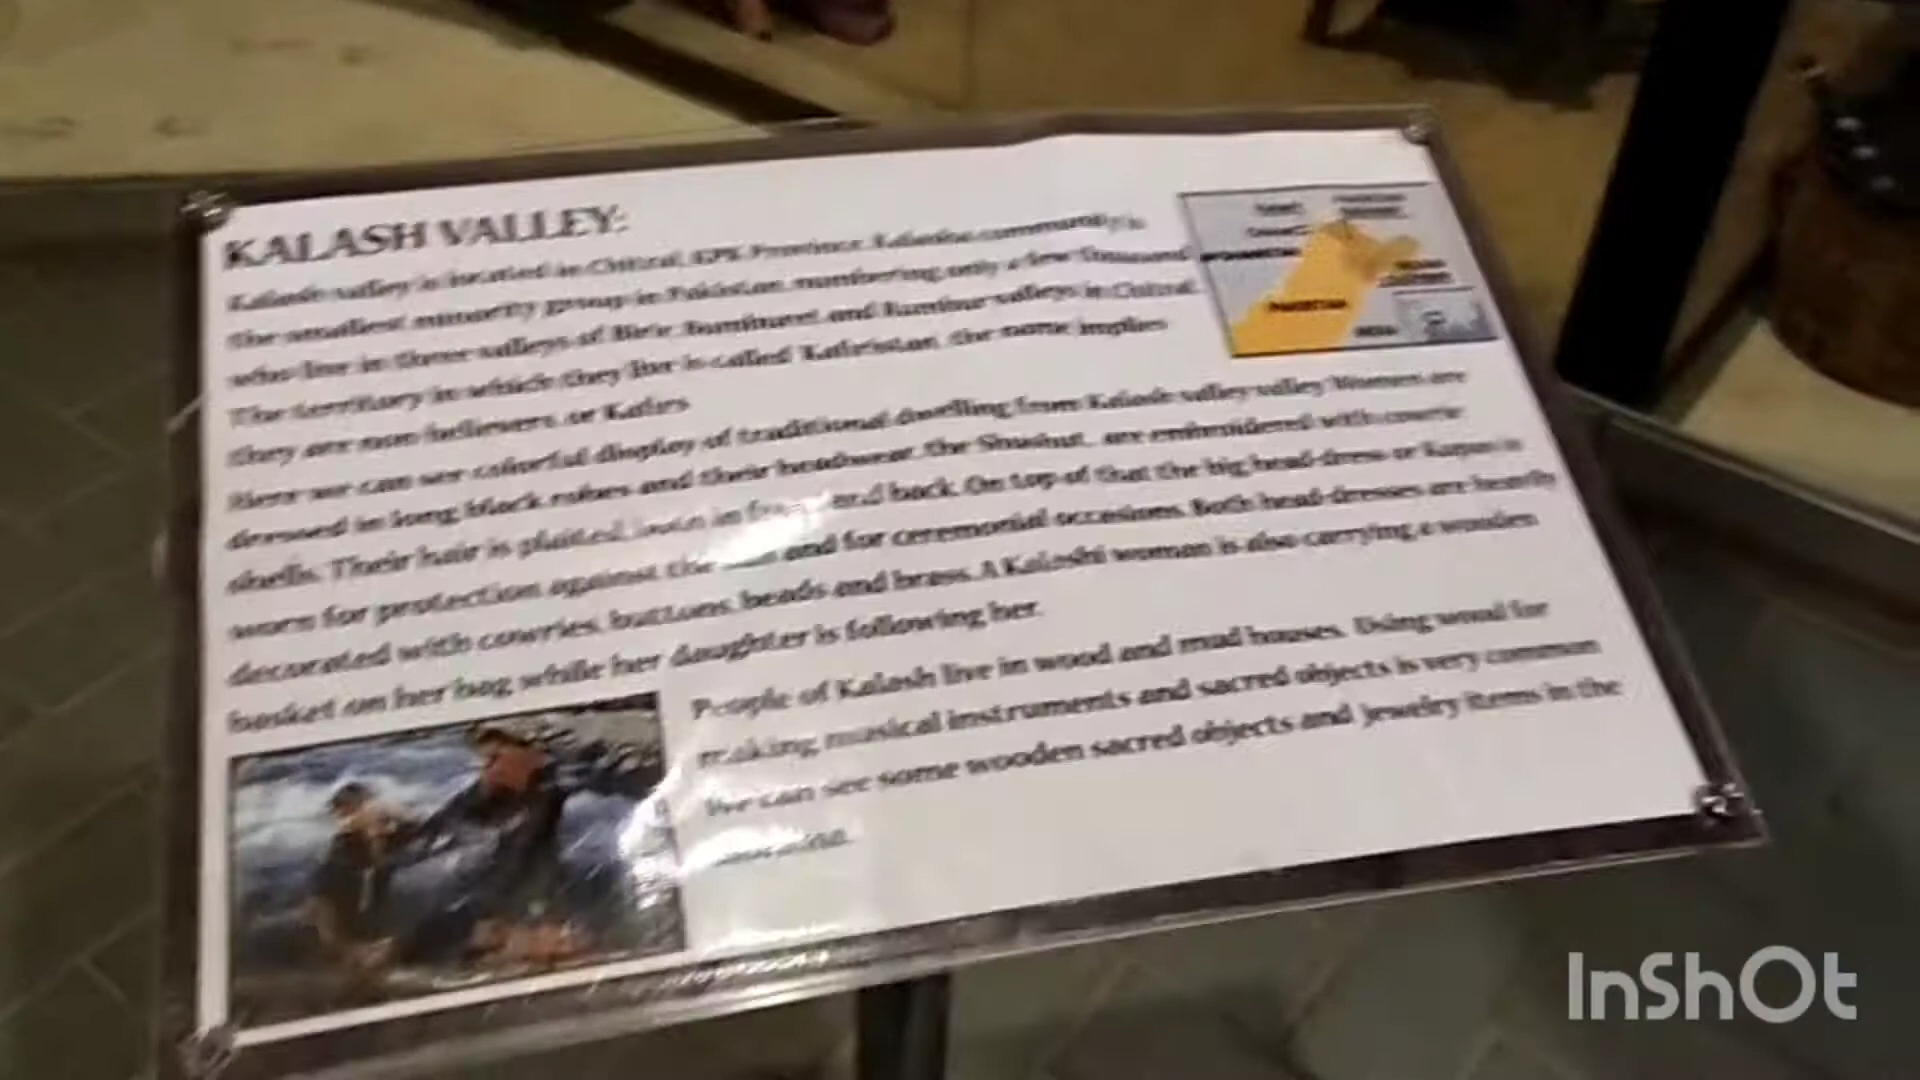 KALASH VALLEY:
Kalash valley is located in Chitral, KPK Province. Kalasha community is
the smallest minority group in Pakistan, numbering only a few thousand
who live in three valleys of Birir, Bumburet and Rumbur valleys in Chitral.
The territory in which they live is called 'Kafiristan', the name implies
they are non-believers, or Kafirs
Here we can see colorful display of traditional dwelling from Kalash valley valley Women are
dressed in long black robes and their headwear, the Shushut, are embroidered with cowrie
shells. Their hair is plaited, in front and back. On top of that the big head-dress or Kupas is
worn for protection against the and for ceremonial occasions. Both head-dresses are heavily
decorated with cowries, buttons, beads and brass. A Kalashi woman is also carrying a wooden
basket on her bag while her daughter is following her.
People of Kalash live in wood and mud houses. Using wood for
making musical instruments and sacred objects is very common
We can see some wooden sacred objects and jewelry items in the
PAKISTAN
INDIA
InShOt